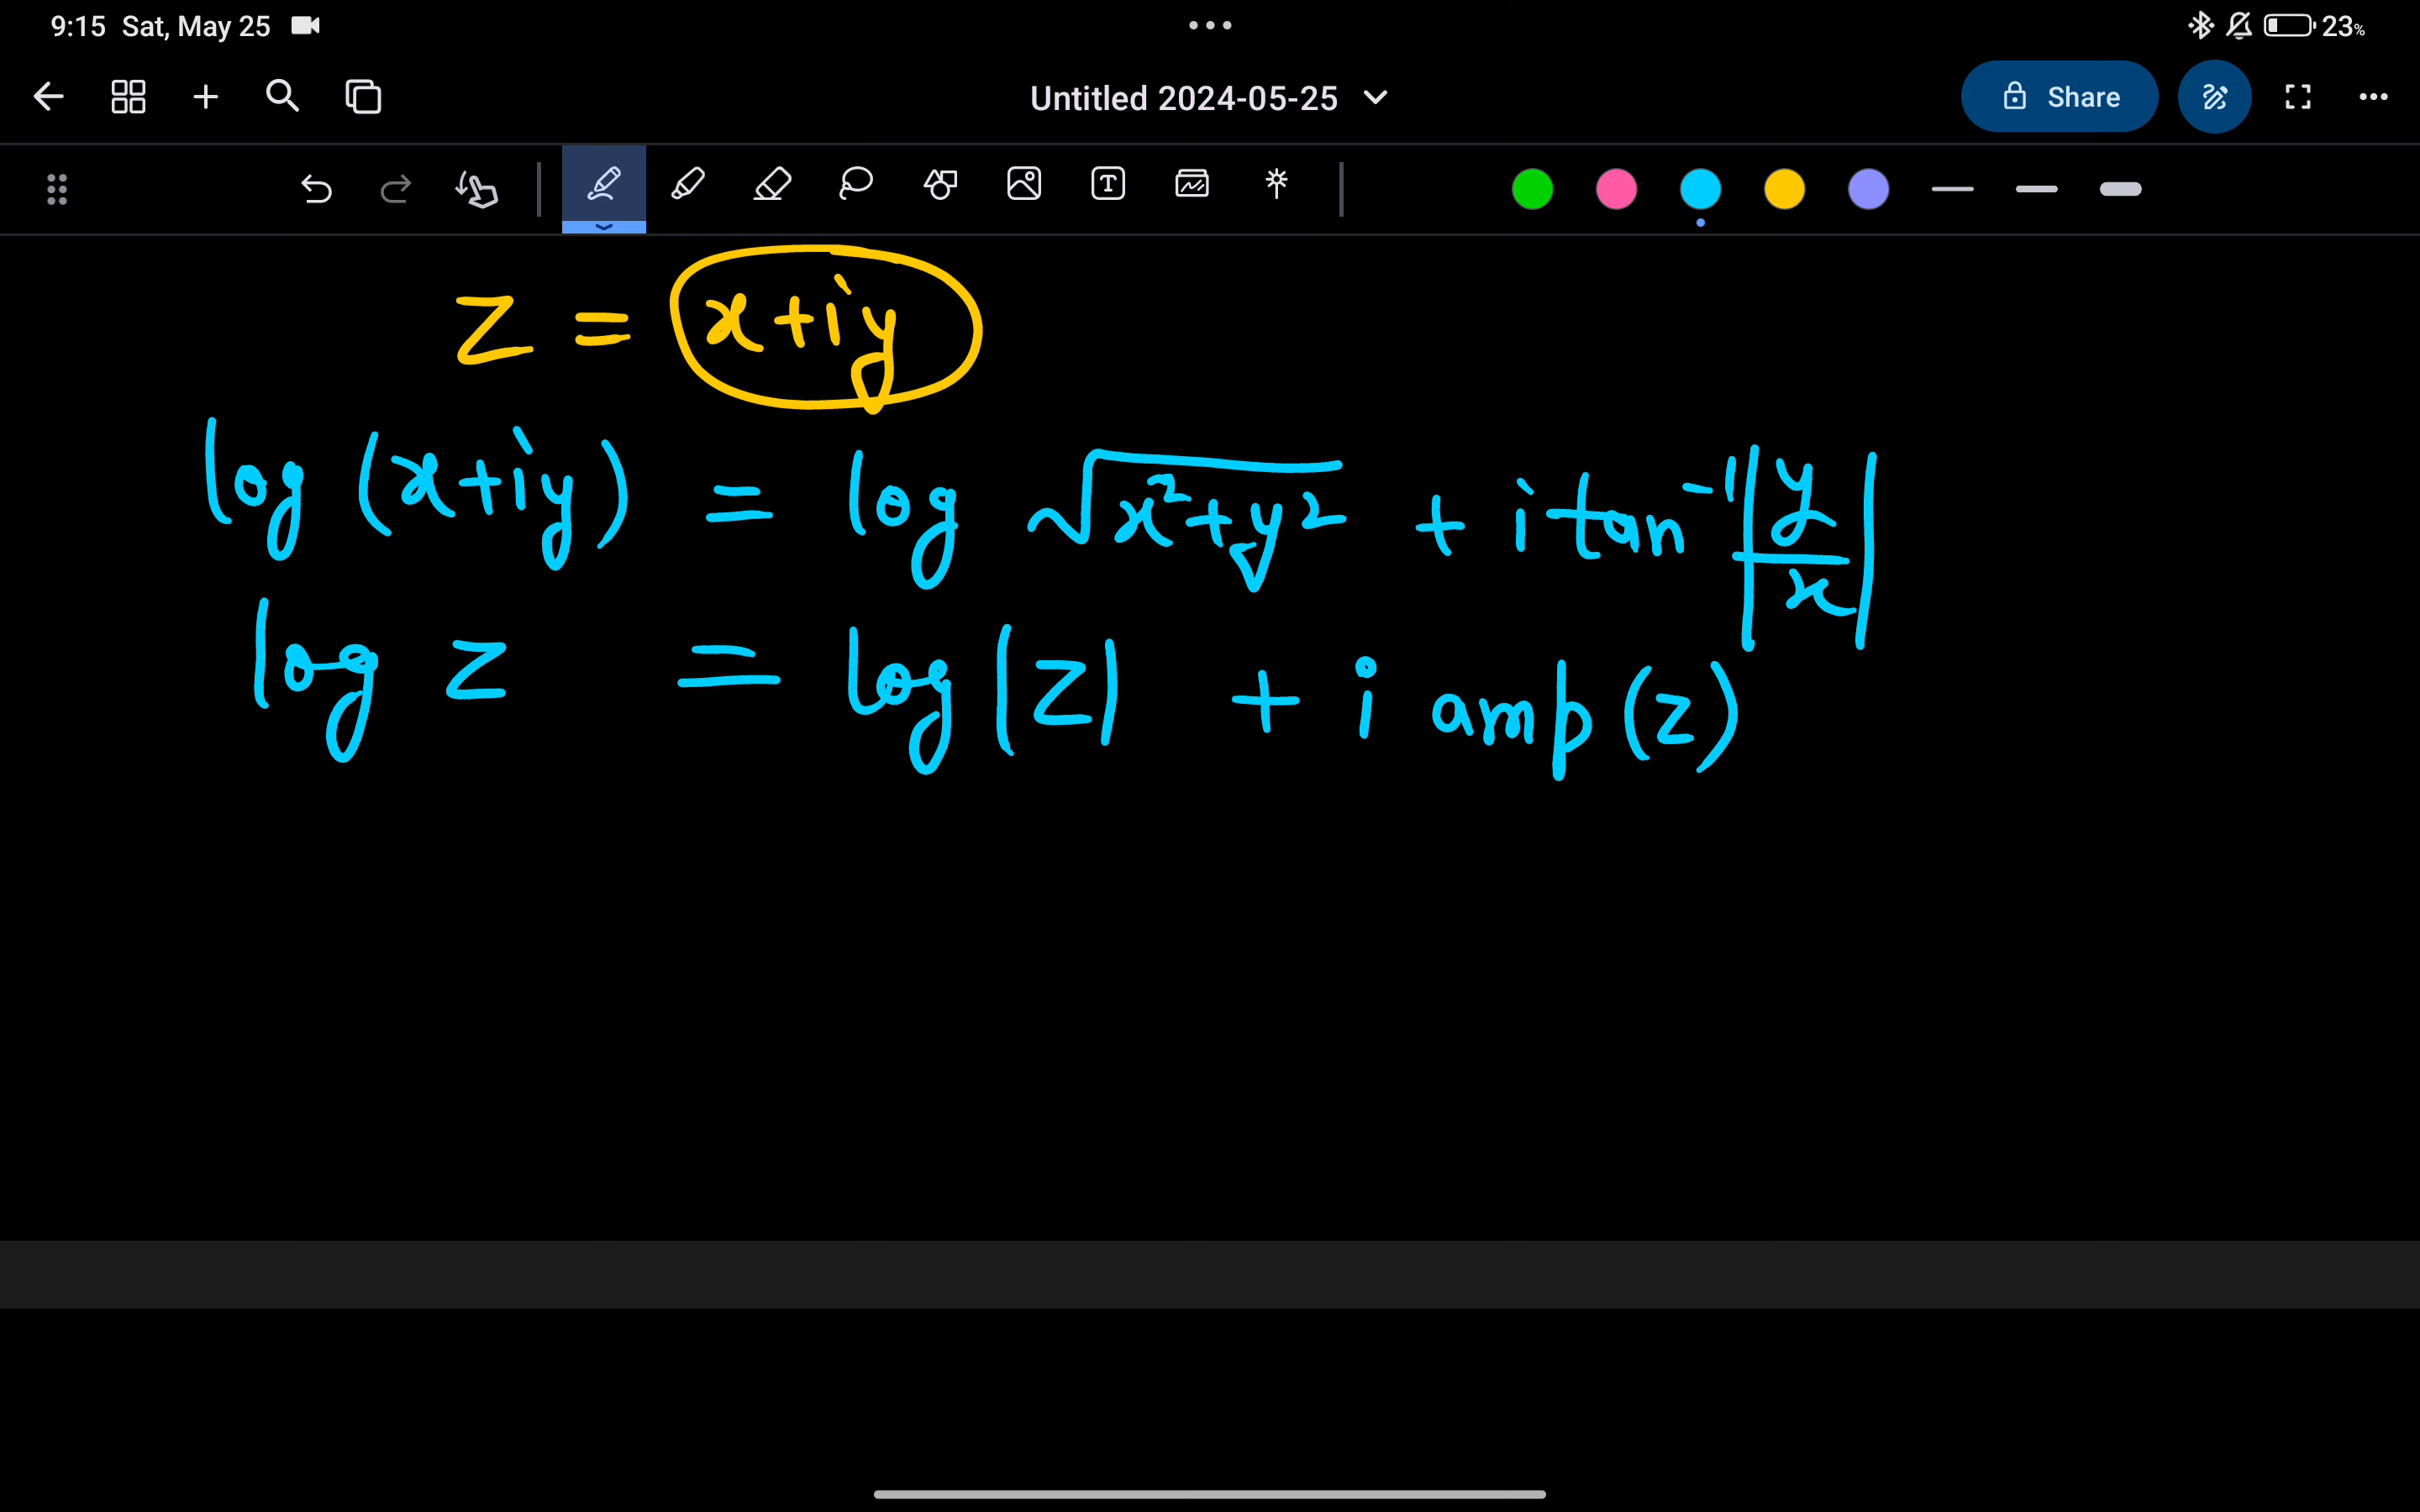 9:15 Sat, May 25
23%
Untitled 2024-05-25
Share
z = x+iy
log (x+iy) = log √(x²+y²) + i tan⁻¹|y/x|
log z = log|z| + i amp(z)